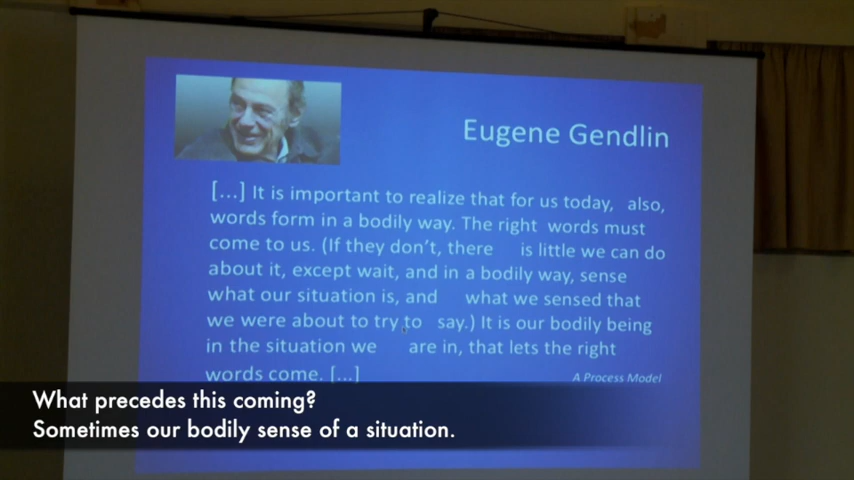 Eugene Gendlin
[...] It is important to realize that for us today, also,
words form in a bodily way. The right words must
come to us. (If they don't, there is little we can do
about it, except wait, and in a bodily way, sense
what our situation is, and what we sensed that
we were about to try to say.) It is our bodily being
in the situation we are in, that lets the right
words come. [...]
A Process Model
What precedes this coming?
Sometimes our bodily sense of a situation.